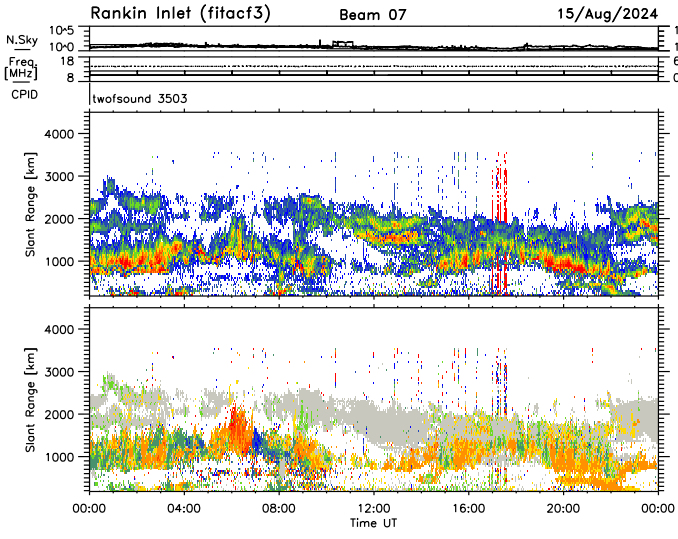 Rankin Inlet (fitacf3) Beam 07 15/Aug/2024
N.Sky 10^5 10^0 1 1
Freq. [MHz] 18 8 6 0
CPID twofsound 3503
Slant Range [km] 4000 3000 2000 1000
Slant Range [km] 4000 3000 2000 1000
00:00 04:00 08:00 12:00 16:00 20:00 00:00
Time UT